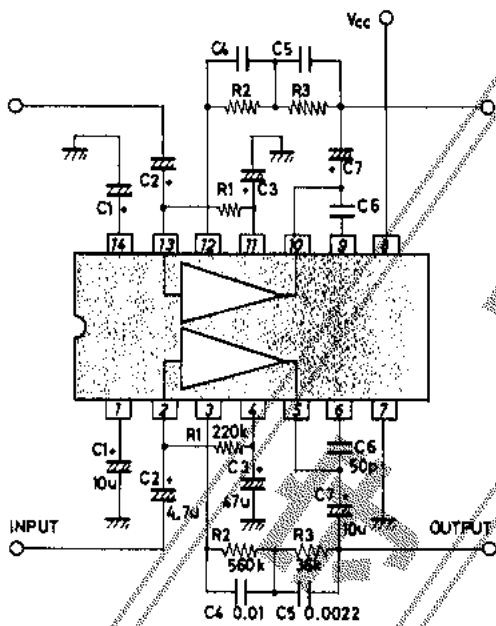 Vcc
C4 C5
R2 R3
C2 C3 C7
R1
C1 C6
14 13 12 11 10 9 8
1 2 3 4 5 6 7
R1 220k
C1 C6
10u 50p
C2 C3 C7
4.7u 47u 10u
INPUT OUTPUT
R2 R3
560k 36k
C4 0.01 C5 0.0022